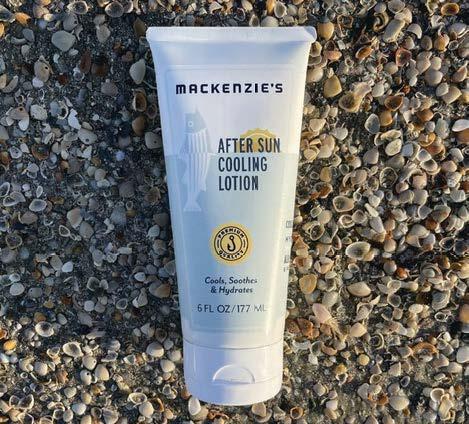 MACKENZIE'S
AFTER SUN
COOLING
LOTION
PREMIUM
QUALITY
Cools, Soothes
& Hydrates
6 FL OZ/177 ML